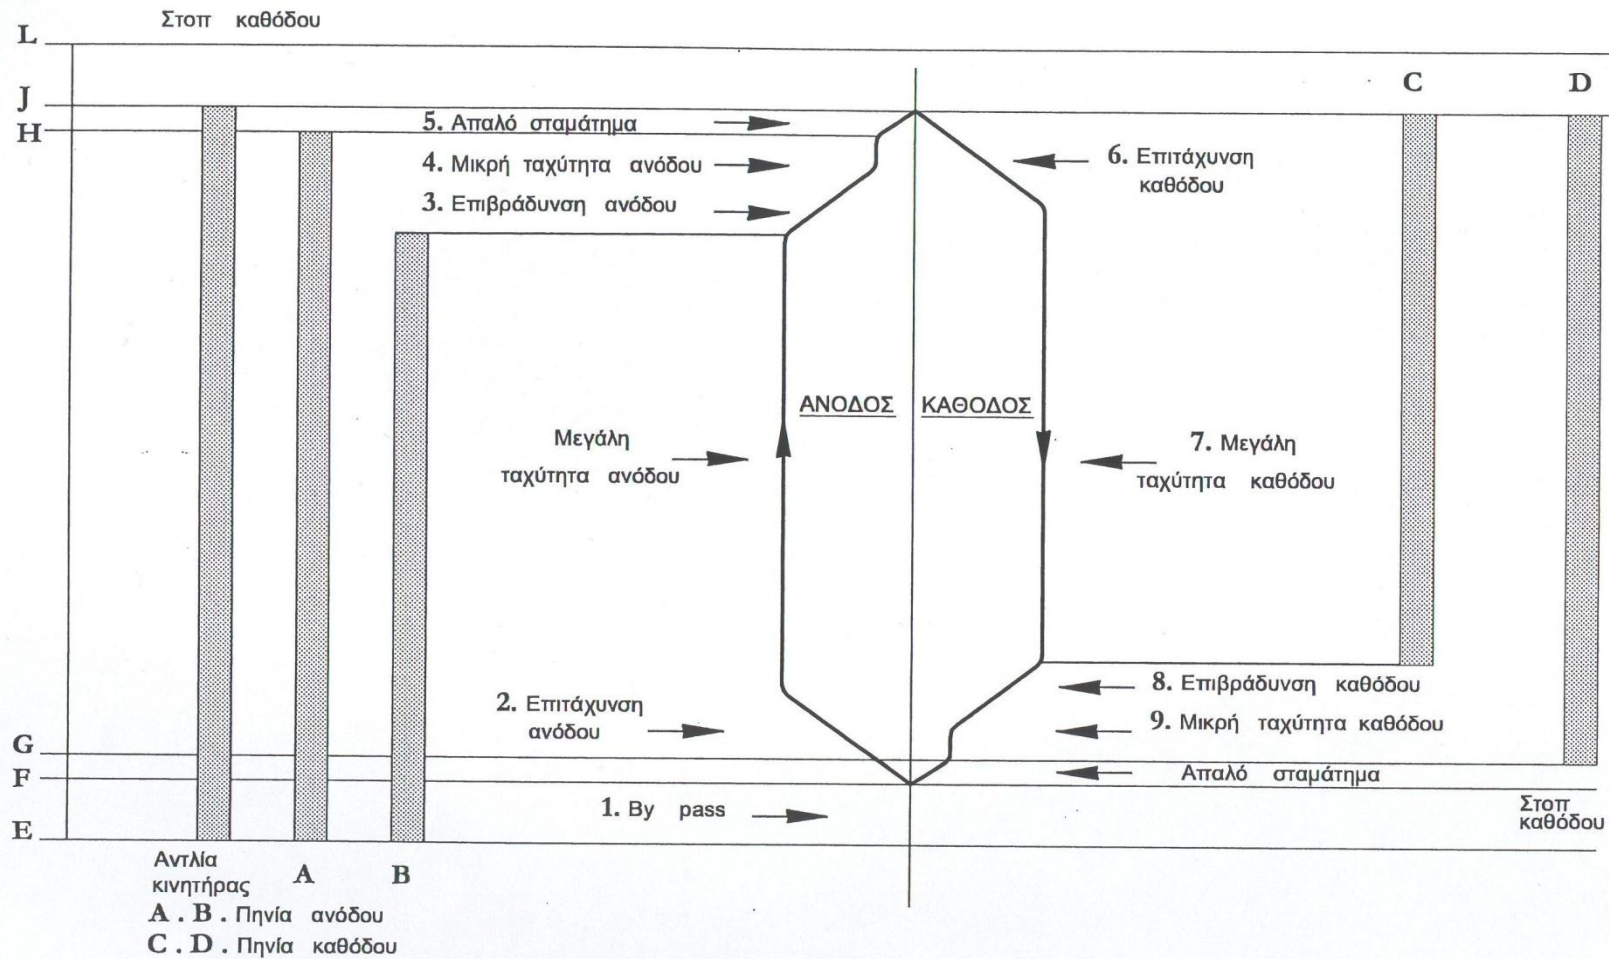 Στοπ καθόδου
L
J
H
C
D
5. Απαλό σταμάτημα
4. Μικρή ταχύτητα ανόδου
3. Επιβράδυνση ανόδου
6. Επιτάχυνση
καθόδου
ΑΝΟΔΟΣ
ΚΑΘΟΔΟΣ
Μεγάλη
ταχύτητα ανόδου
7. Μεγάλη
ταχύτητα καθόδου
2. Επιτάχυνση
ανόδου
8. Επιβράδυνση καθόδου
9. Μικρή ταχύτητα καθόδου
Απαλό σταμάτημα
G
F
E
1. By pass
Στοπ
καθόδου
Αντλία
κινητήρας
A
B
A . B . Πηνία ανόδου
C . D . Πηνία καθόδου